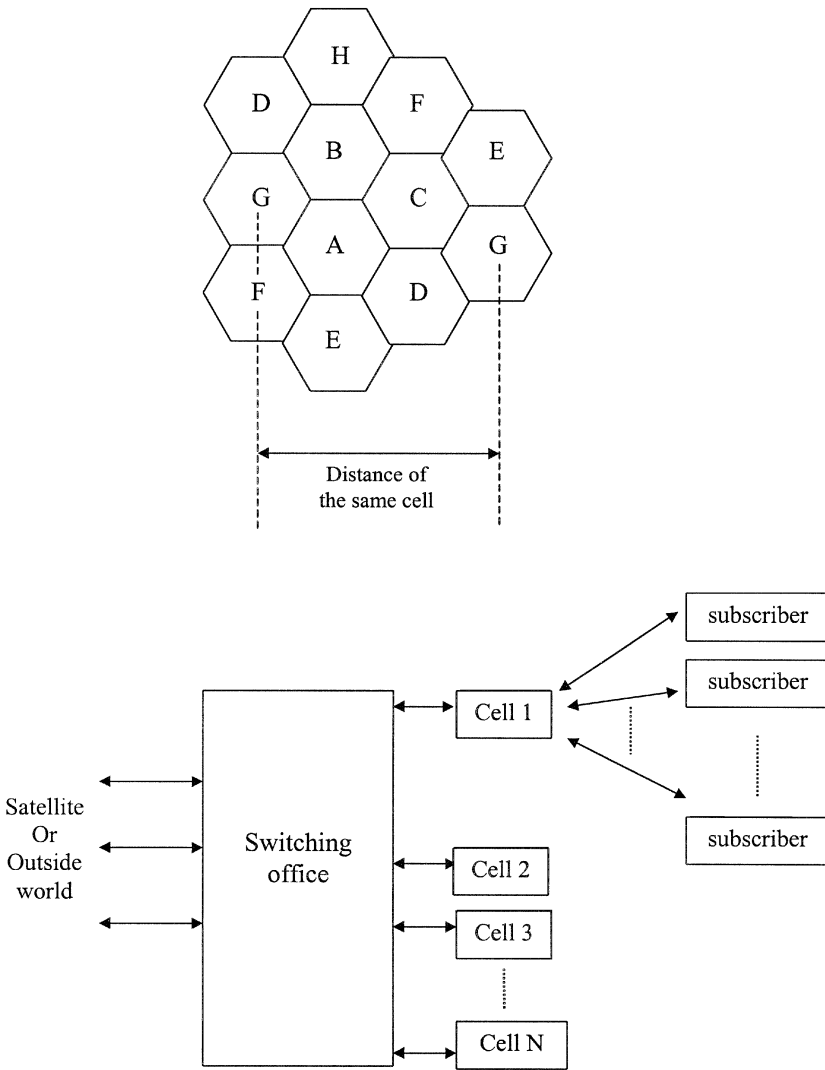 H
D
F
B
E
G
C
A
G
F
D
E
Distance of
the same cell
subscriber
subscriber
Cell 1
subscriber
Satellite
Or
Outside
world
Switching
office
Cell 2
Cell 3
Cell N